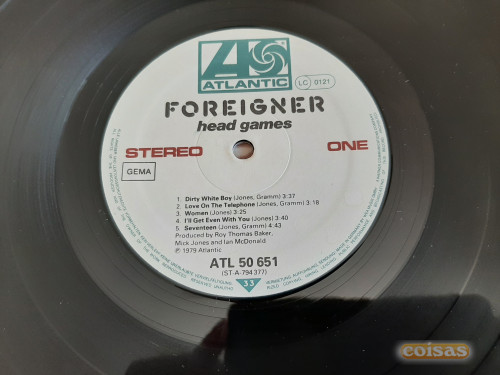 ATLANTIC
LC 0121
FOREIGNER
head games
STEREO
ONE
GEMA
1. Dirty White Boy (Jones, Gramm) 3:37
2. Love On The Telephone (Jones, Gramm) 3:18
3. Women (Jones) 3:25
4. I'll Get Even With You (Jones) 3:40
5. Seventeen (Jones, Gramm) 4:43
Produced by Roy Thomas Baker,
Mick Jones and Ian McDonald
℗ 1979 Atlantic
ATL 50 651
(ST-A-794377)
33
coisas